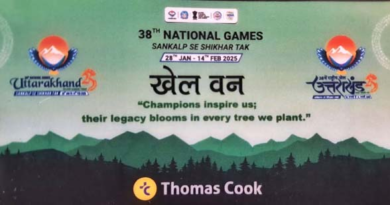 38TH NATIONAL GAMES
SANKALP SE SHIKHAR TAK
28TH JAN - 14TH FEB 2025
Uttarakhand
उत्तराखण्ड
खेल वन
“Champions inspire us;
their legacy blooms in every tree we plant.”
Thomas Cook